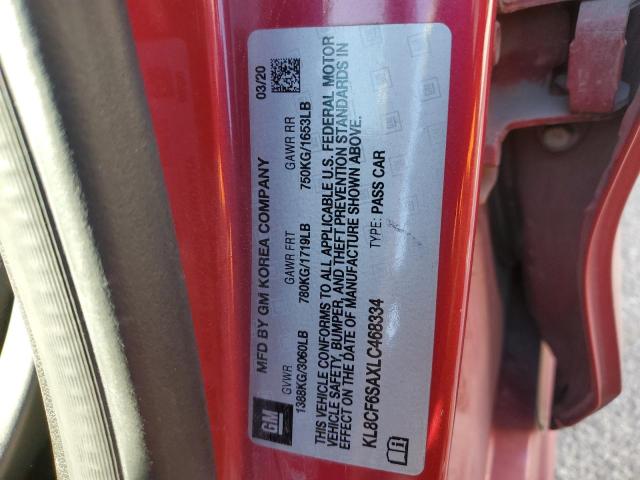 GM
MFD BY GM KOREA COMPANY
03/20
GVWR
GAWR FRT
GAWR RR
1388KG/3060LB
780KG/1719LB
750KG/1653LB
THIS VEHICLE CONFORMS TO ALL APPLICABLE U.S. FEDERAL MOTOR
VEHICLE SAFETY, BUMPER, AND THEFT PREVENTION STANDARDS IN
EFFECT ON THE DATE OF MANUFACTURE SHOWN ABOVE.
TYPE: PASS CAR
KL8CF6SAXLC468334